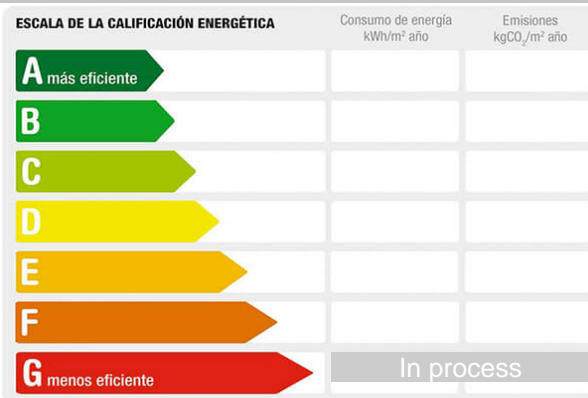 ESCALA DE LA CALIFICACIÓN ENERGÉTICA
Consumo de energía
kWh/m² año
Emisiones
kgCO₂/m² año
A más eficiente
B
C
D
E
F
G menos eficiente
In process